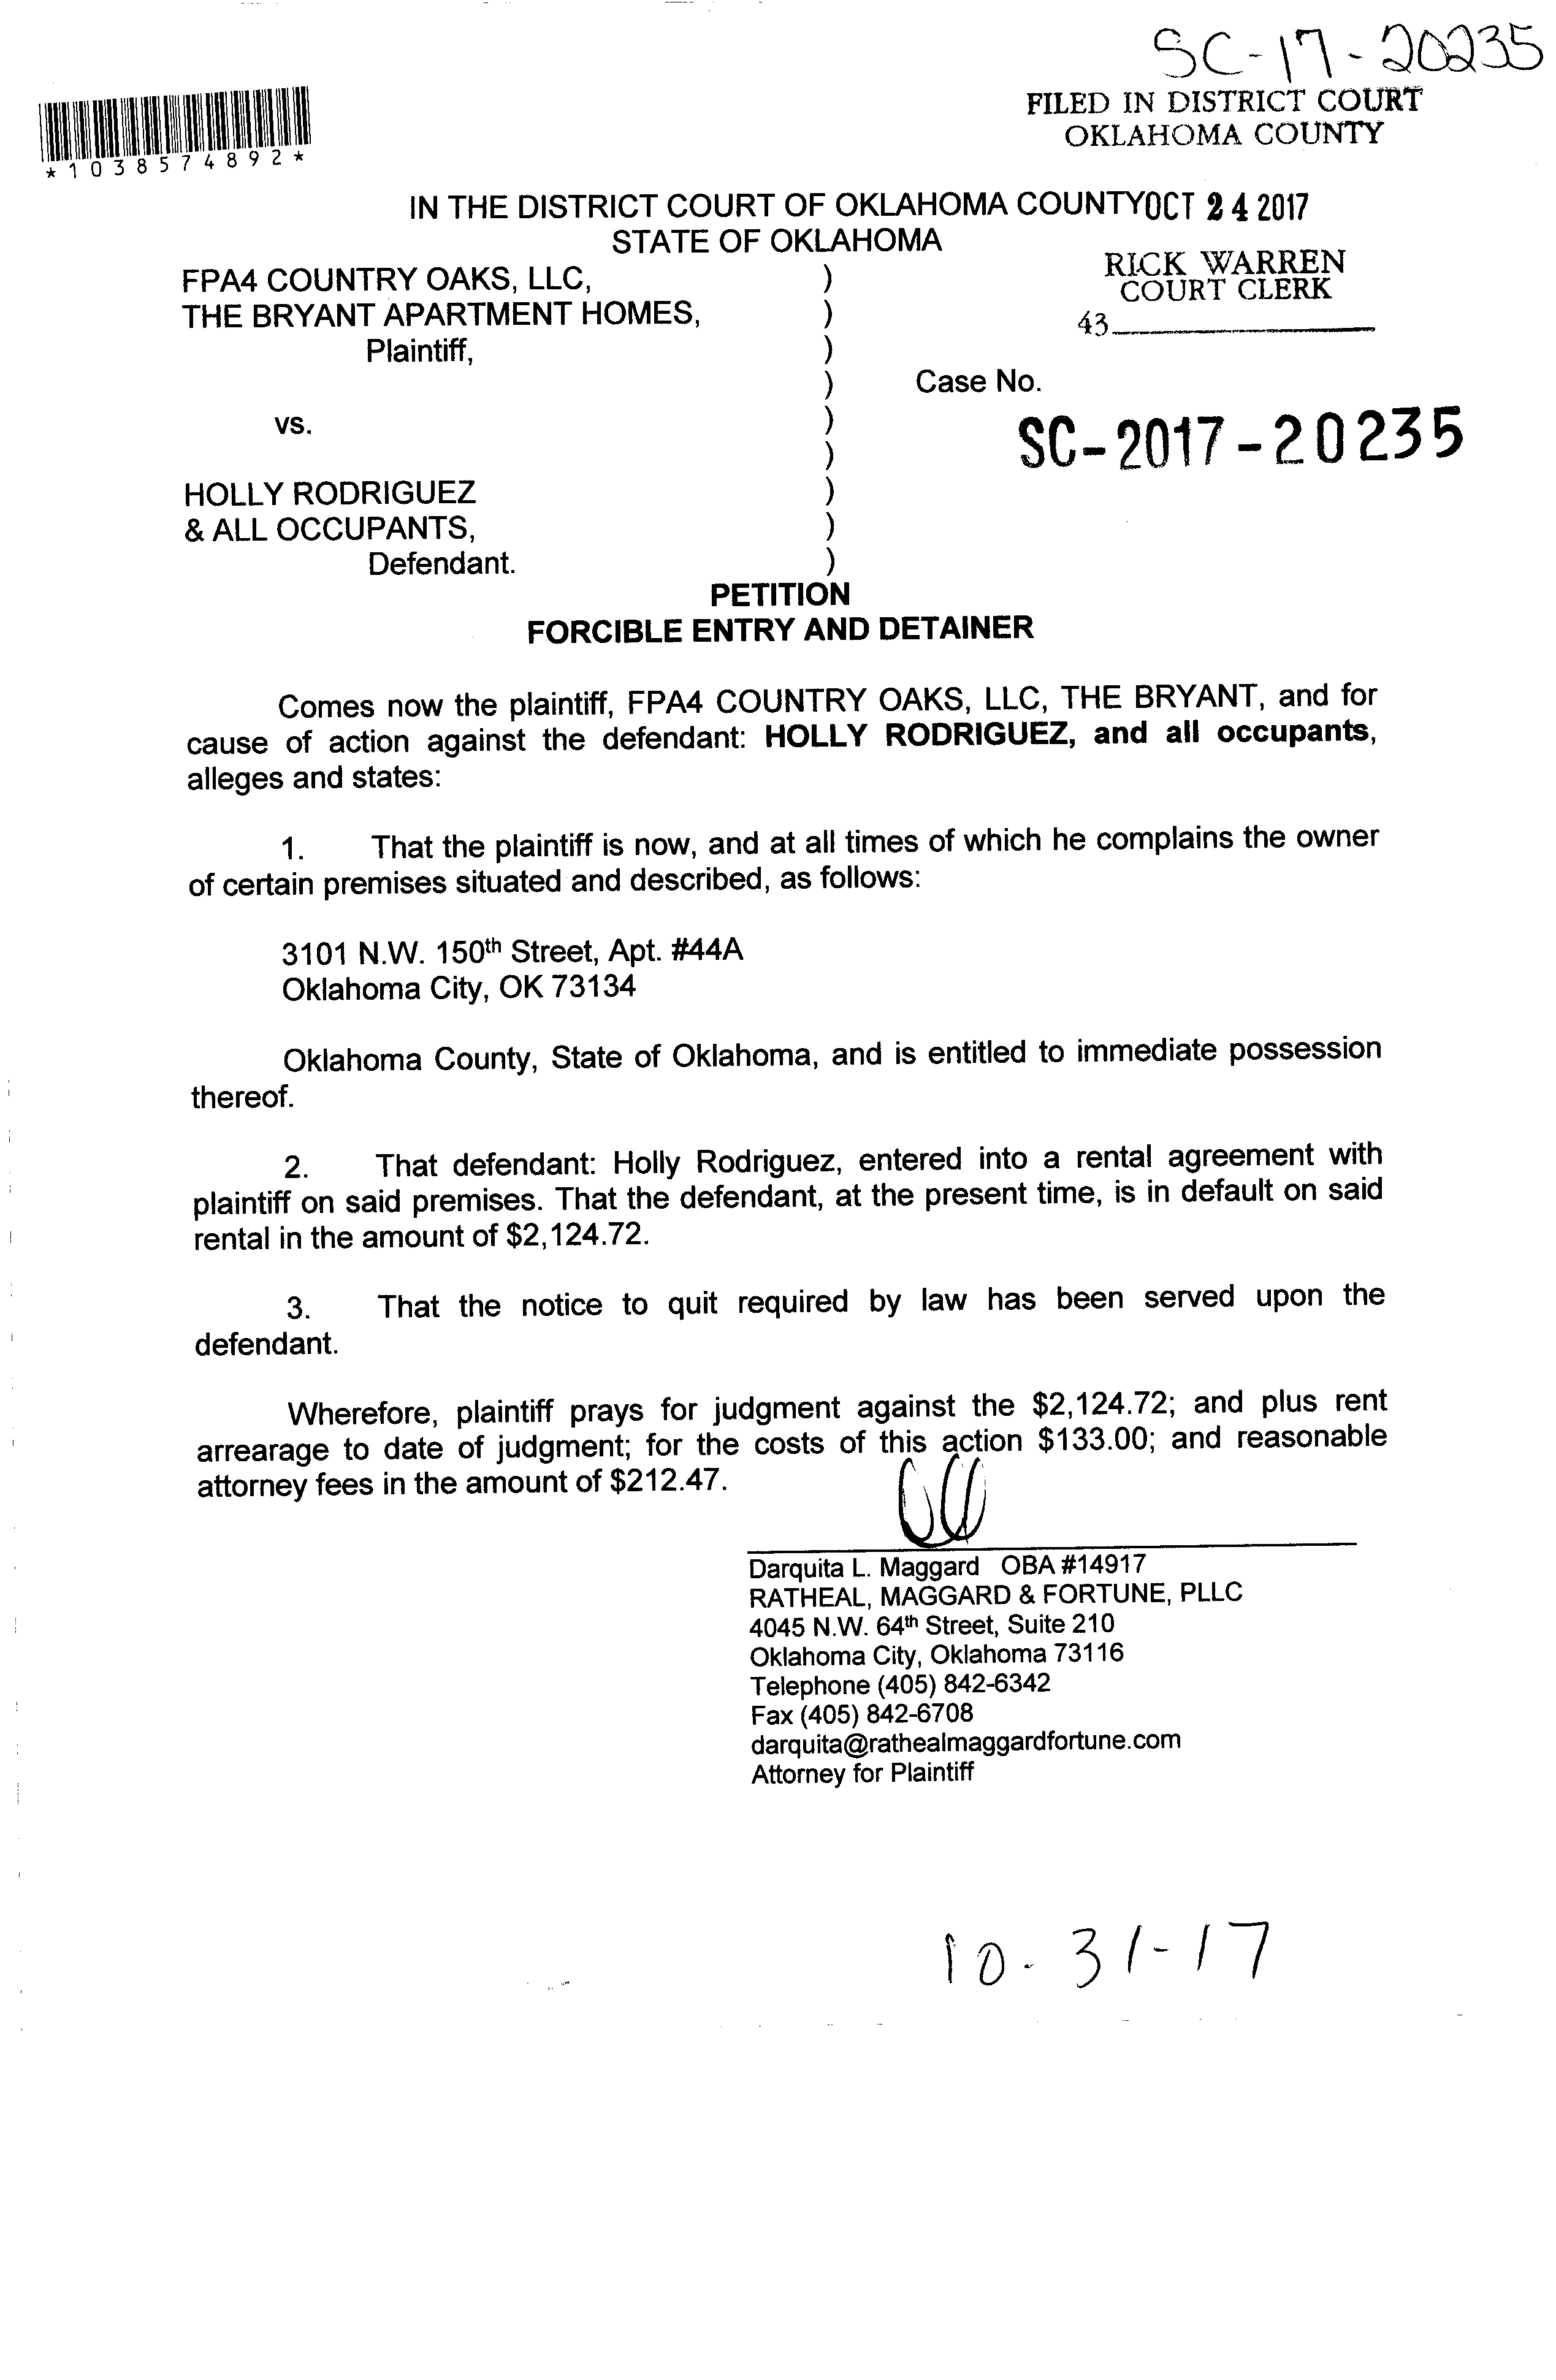 SC-17-20235
FILED IN DISTRICT COURT
OKLAHOMA COUNTY
*1038574892*
IN THE DISTRICT COURT OF OKLAHOMA COUNTY OCT 24 2017
STATE OF OKLAHOMA
RICK WARREN
COURT CLERK
43
FPA4 COUNTRY OAKS, LLC, )
THE BRYANT APARTMENT HOMES, )
Plaintiff, )
) Case No.
vs. )
) SC-2017-20235
HOLLY RODRIGUEZ )
& ALL OCCUPANTS, )
Defendant. )
PETITION
FORCIBLE ENTRY AND DETAINER
Comes now the plaintiff, FPA4 COUNTRY OAKS, LLC, THE BRYANT, and for
cause of action against the defendant: HOLLY RODRIGUEZ, and all occupants,
alleges and states:
1. That the plaintiff is now, and at all times of which he complains the owner
of certain premises situated and described, as follows:
3101 N.W. 150th Street, Apt. #44A
Oklahoma City, OK 73134
Oklahoma County, State of Oklahoma, and is entitled to immediate possession
thereof.
2. That defendant: Holly Rodriguez, entered into a rental agreement with
plaintiff on said premises. That the defendant, at the present time, is in default on said
rental in the amount of $2,124.72.
3. That the notice to quit required by law has been served upon the
defendant.
Wherefore, plaintiff prays for judgment against the $2,124.72; and plus rent
arrearage to date of judgment; for the costs of this action $133.00; and reasonable
attorney fees in the amount of $212.47.
Darquita L. Maggard OBA #14917
RATHEAL, MAGGARD & FORTUNE, PLLC
4045 N.W. 64th Street, Suite 210
Oklahoma City, Oklahoma 73116
Telephone (405) 842-6342
Fax (405) 842-6708
darquita@rathealmaggardfortune.com
Attorney for Plaintiff
10-31-17